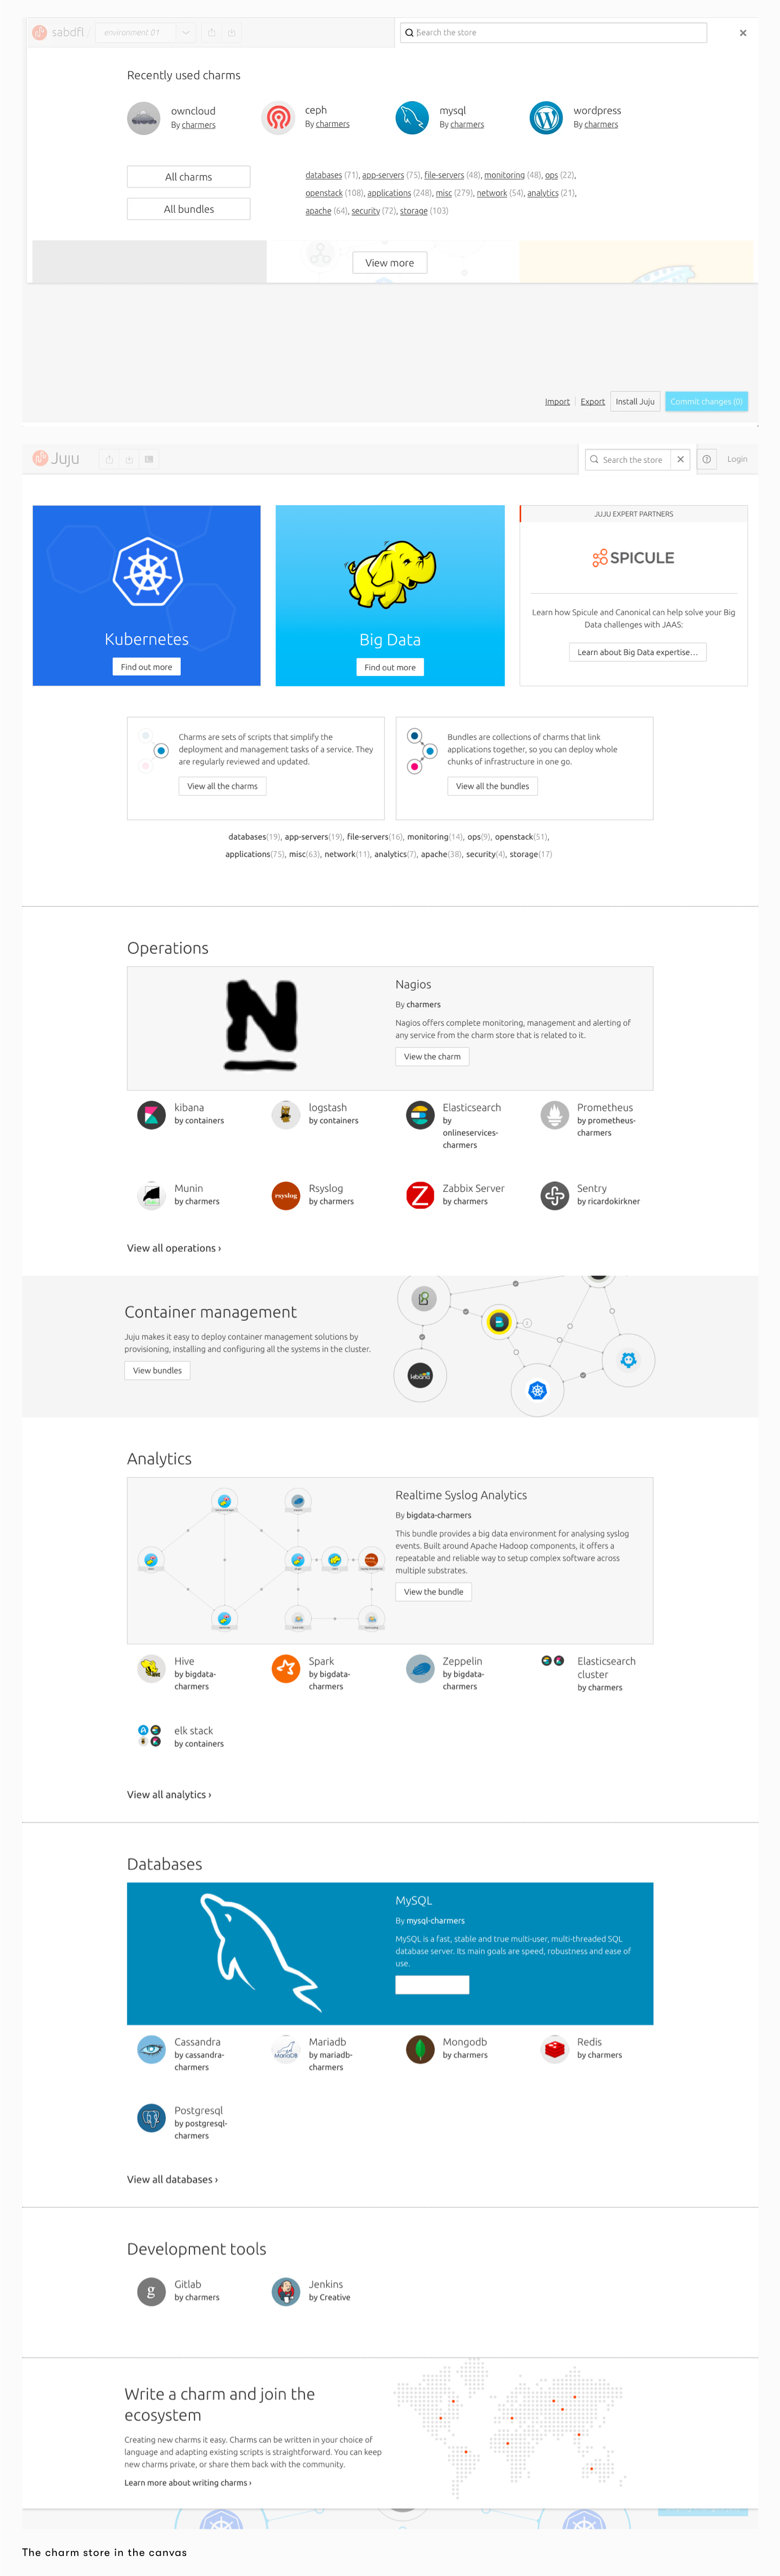 sabdfl / environment 01
Search the store
Recently used charms
owncloud
By charmers
ceph
By charmers
mysql
By charmers
wordpress
By charmers
All charms
All bundles
databases (71), app-servers (75), file-servers (48), monitoring (48), ops (22),
openstack (108), applications (248), misc (279), network (54), analytics (21),
apache (64), security (72), storage (103)
View more
Import
Export
Install Juju
Commit changes (0)
Juju
Search the store
Login
Kubernetes
Find out more
Big Data
Find out more
JUJU EXPERT PARTNERS
SPICULE
Learn how Spicule and Canonical can help solve your Big
Data challenges with JAAS:
Learn about Big Data expertise…
Charms are sets of scripts that simplify the
deployment and management tasks of a service. They
are regularly reviewed and updated.
View all the charms
Bundles are collections of charms that link
applications together, so you can deploy whole
chunks of infrastructure in one go.
View all the bundles
databases(19), app-servers(19), file-servers(16), monitoring(14), ops(9), openstack(51),
applications(75), misc(63), network(11), analytics(7), apache(38), security(4), storage(17)
Operations
N
Nagios
By charmers
Nagios offers complete monitoring, management and alerting of
any service from the charm store that is related to it.
View the charm
kibana
by containers
logstash
by containers
Elasticsearch
by
onlineservices-
charmers
Prometheus
by prometheus-
charmers
Munin
by charmers
rsyslog
Rsyslog
by charmers
Z
Zabbix Server
by charmers
Sentry
by ricardokirkner
View all operations ›
Container management
Juju makes it easy to deploy container management solutions by
provisioning, installing and configuring all the systems in the cluster.
View bundles
kibana
2
Analytics
Realtime Syslog Analytics
By bigdata-charmers
This bundle provides a big data environment for analysing syslog
events. Built around Apache Hadoop components, it offers a
repeatable and reliable way to setup complex software across
multiple substrates.
View the bundle
Hive
by bigdata-
charmers
Spark
by bigdata-
charmers
Zeppelin
by bigdata-
charmers
Elasticsearch
cluster
by charmers
elk stack
by containers
View all analytics ›
Databases
MySQL
By mysql-charmers
MySQL is a fast, stable and true multi-user, multi-threaded SQL
database server. Its main goals are speed, robustness and ease of
use.
Cassandra
by cassandra-
charmers
MariaDB
Mariadb
by mariadb-
charmers
Mongodb
by charmers
Redis
by charmers
Postgresql
by postgresql-
charmers
View all databases ›
Development tools
g
Gitlab
by charmers
Jenkins
by Creative
Write a charm and join the
ecosystem
Creating new charms it easy. Charms can be written in your choice of
language and adapting existing scripts is straightforward. You can keep
new charms private, or share them back with the community.
Learn more about writing charms ›
The charm store in the canvas